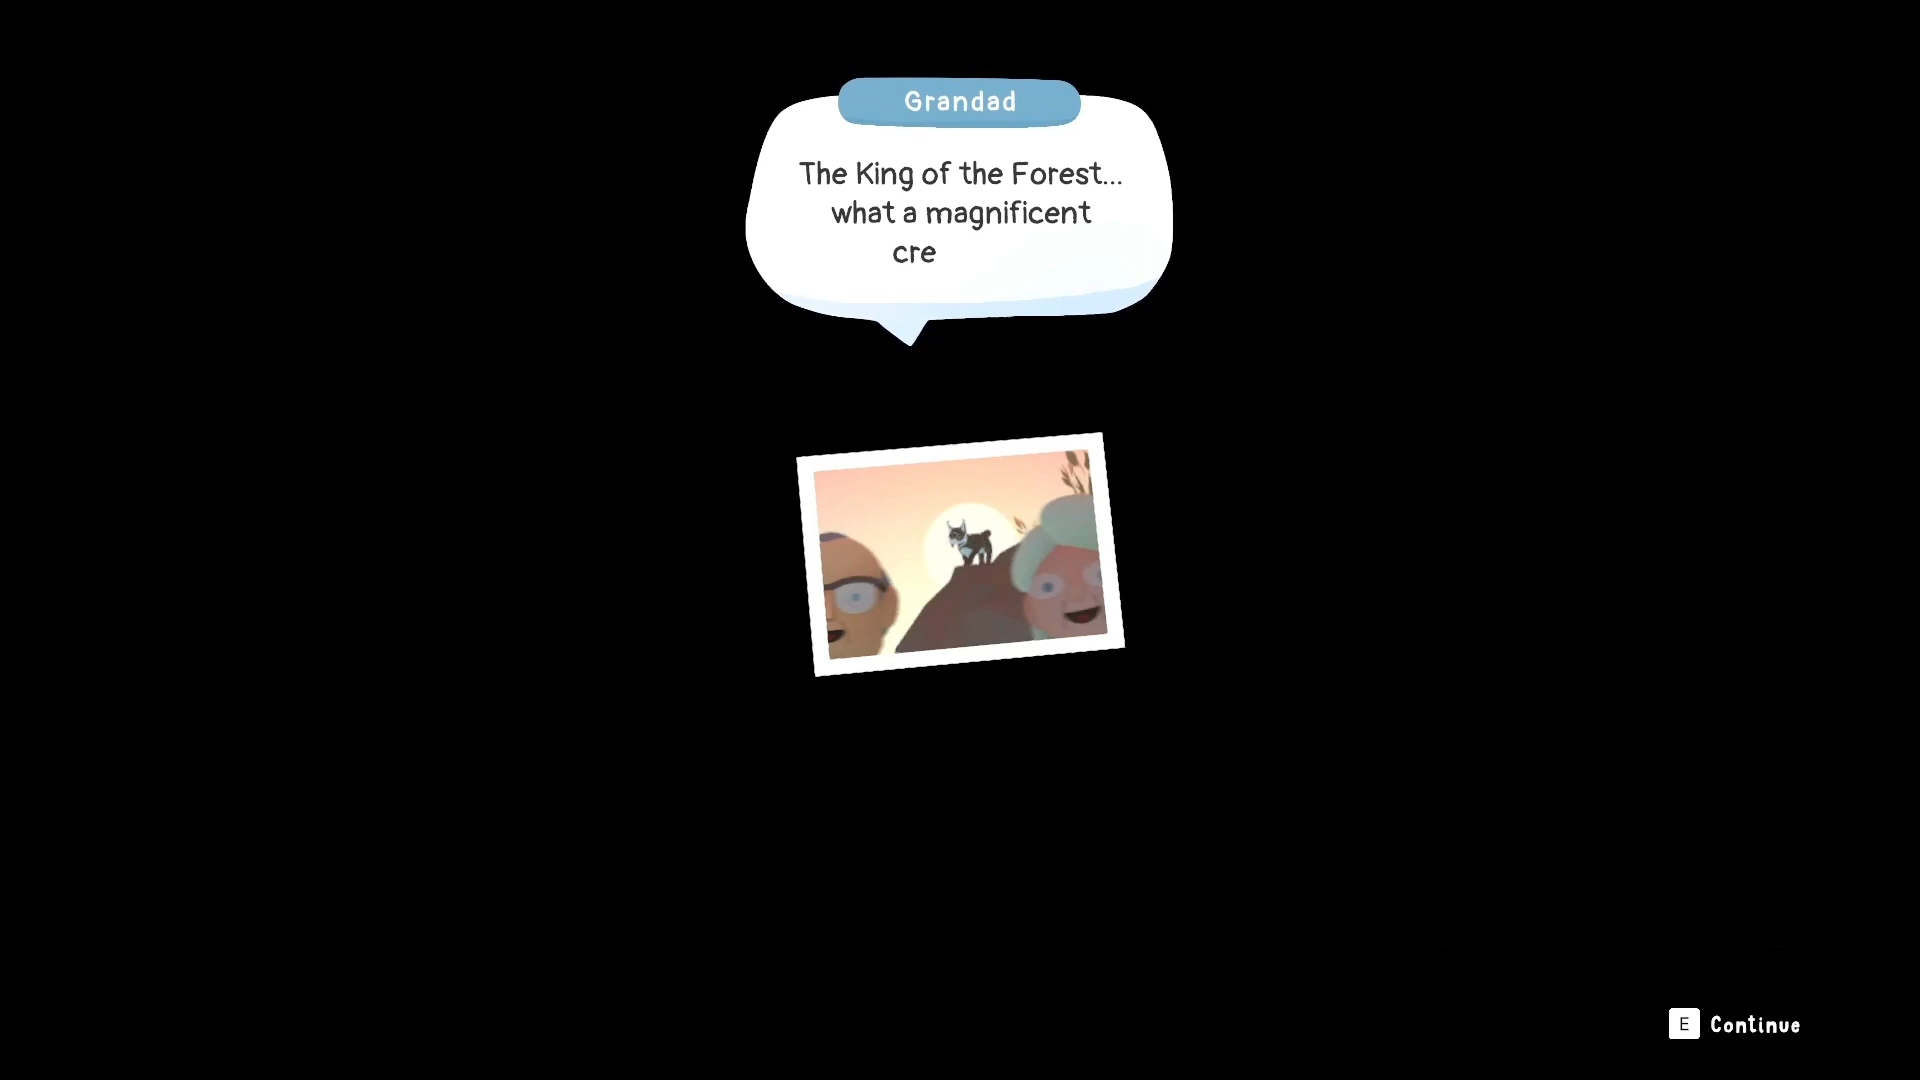 Grandad
The King of the Forest...
what a magnificent
cre
E Continue